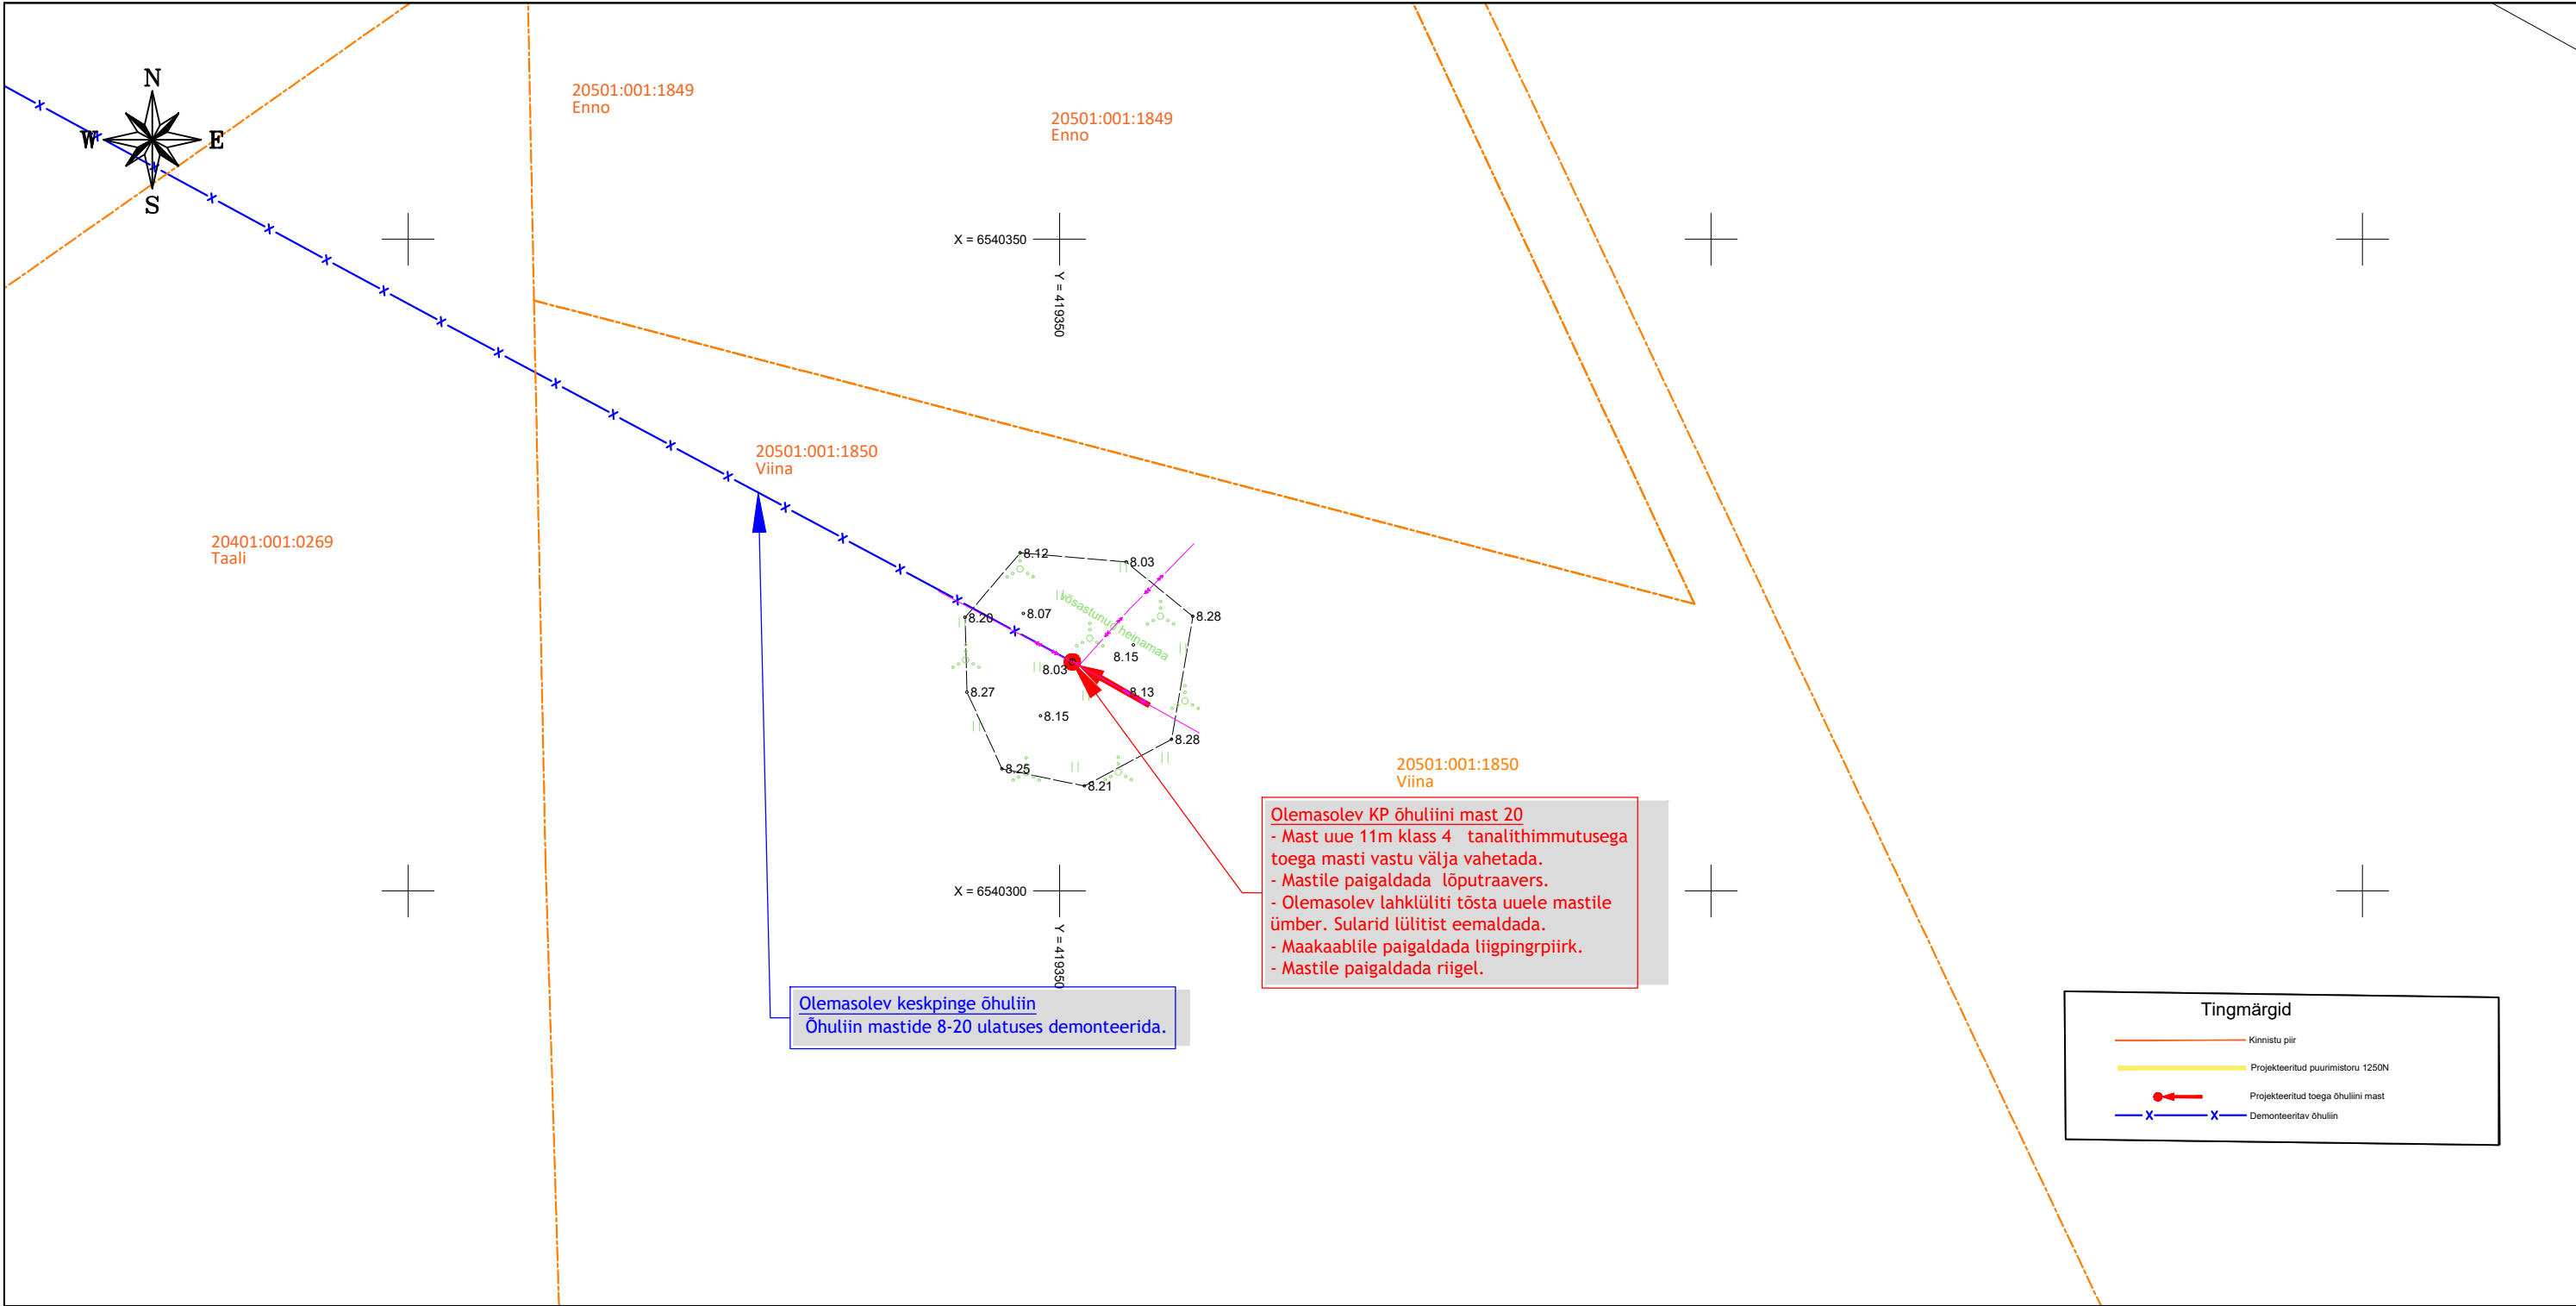 N
W
E
S
20501:001:1849
Enno
20501:001:1849
Enno
X = 6540350
Y = 419350
20501:001:1850
Viina
20401:001:0269
Taali
8.12
8.03
8.07
8.20
8.28
võsastunud heinamaa
8.15
8.03
8.27
8.13
8.15
8.28
8.25
8.21
20501:001:1850
Viina
Olemasolev KP õhuliini mast 20
- Mast uue 11m klass 4 tanalithimmutusega
toega masti vastu välja vahetada.
- Mastile paigaldada lõputraavers.
- Olemasolev lahklüliti tõsta uuele mastile
ümber. Sularid lülitist eemaldada.
- Maakaablile paigaldada liigpingrpiirk.
- Mastile paigaldada riigel.
X = 6540300
Y = 419350
Olemasolev keskpinge õhuliin
Õhuliin mastide 8-20 ulatuses demonteerida.
Tingmärgid
Kinnistu piir
Projekteeritud puurimistoru 1250N
Projekteeritud toega õhuliini mast
Demonteeritav õhuliin